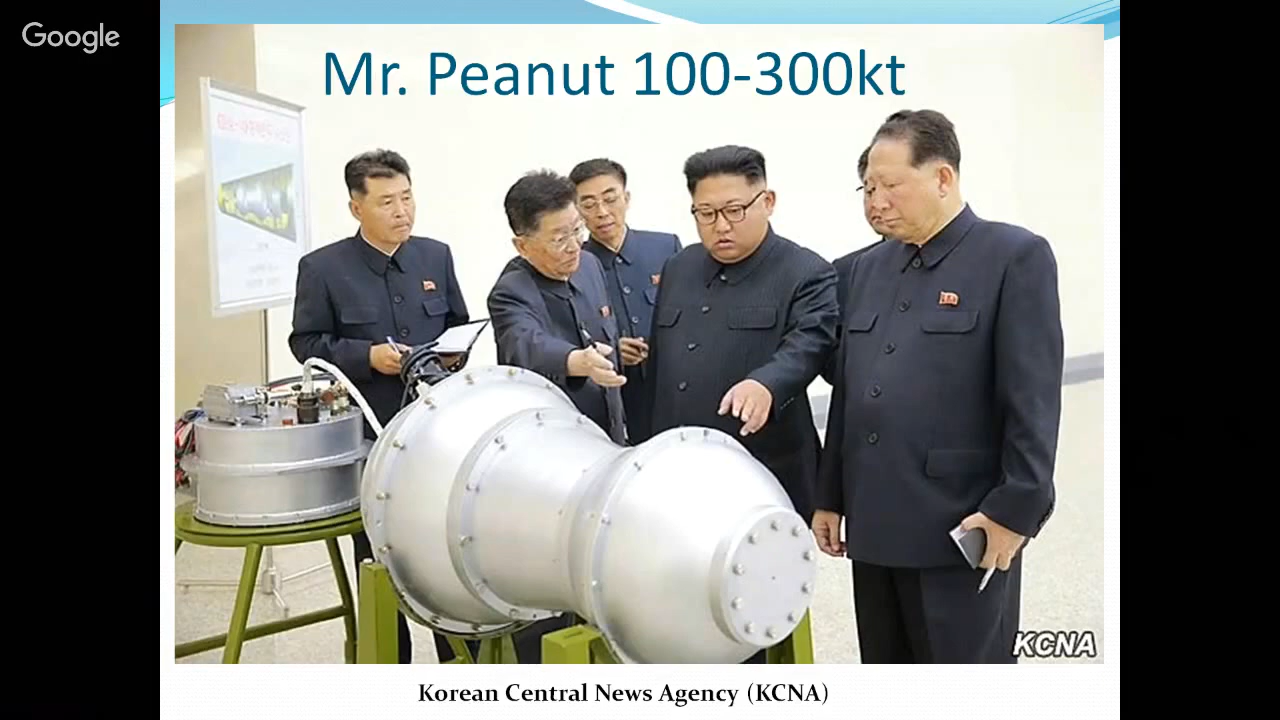 Google
Mr. Peanut 100-300kt
KCNA
Korean Central News Agency (KCNA)